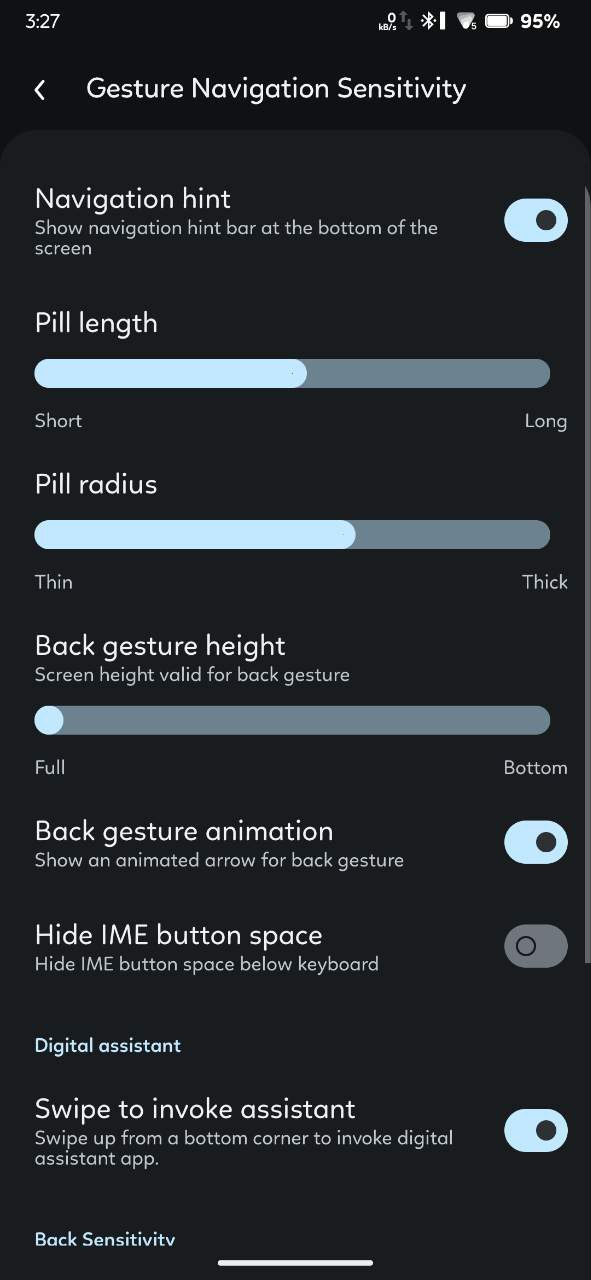 3:27
0
kB/s
5
95%
Gesture Navigation Sensitivity
Navigation hint
Show navigation hint bar at the bottom of the
screen
Pill length
Short
Long
Pill radius
Thin
Thick
Back gesture height
Screen height valid for back gesture
Full
Bottom
Back gesture animation
Show an animated arrow for back gesture
Hide IME button space
Hide IME button space below keyboard
Digital assistant
Swipe to invoke assistant
Swipe up from a bottom corner to invoke digital
assistant app.
Back Sensitivity